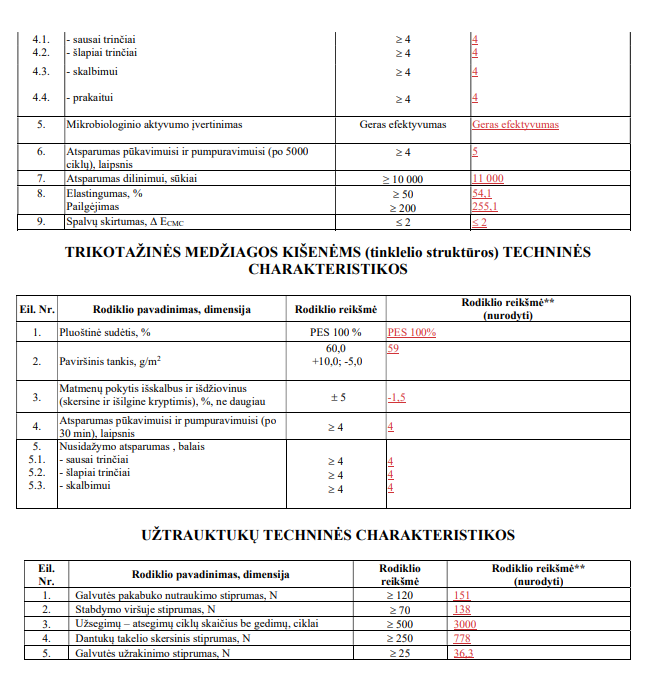 4.1. - sausai trinčiai ≥ 4 4
4.2. - šlapiai trinčiai ≥ 4 4
4.3. - skalbimui ≥ 4 4
4.4. - prakaitui ≥ 4 4
5. Mikrobiologinio aktyvumo įvertinimas Geras efektyvumas Geras efektyvumas
6. Atsparumas pūkavimuisi ir pumpuravimuisi (po 5000 ≥ 4 5
ciklų), laipsnis
7. Atsparumas dilinimui, sūkiai ≥ 10 000 11 000
8. Elastingumas, % ≥ 50 54,1
Pailgėjimas ≥ 200 255,1
9. Spalvų skirtumas, Δ ECMC ≤ 2 ≤ 2
TRIKOTAŽINĖS MEDŽIAGOS KIŠENĖMS (tinklelio struktūros) TECHNINĖS
CHARAKTERISTIKOS
Eil. Nr. Rodiklio pavadinimas, dimensija Rodiklio reikšmė Rodiklio reikšmė**
(nurodyti)
1. Pluoštinė sudėtis, % PES 100 % PES 100%
60,0 59
2. Paviršinis tankis, g/m² +10,0; -5,0
Matmenų pokytis išskalbus ir išdžiovinus
3. (skersine ir išilgine kryptimis), %, ne daugiau ± 5 -1,5
4. Atsparumas pūkavimuisi ir pumpuravimuisi (po ≥ 4 4
30 min), laipsnis
5. Nusidažymo atsparumas , balais
5.1. - sausai trinčiai ≥ 4 4
5.2. - šlapiai trinčiai ≥ 4 4
5.3. - skalbimui ≥ 4 4
UŽTRAUKTUKŲ TECHNINĖS CHARAKTERISTIKOS
Eil. Rodiklio pavadinimas, dimensija Rodiklio Rodiklio reikšmė**
Nr. reikšmė (nurodyti)
1. Galvutės pakabuko nutraukimo stiprumas, N ≥ 120 151
2. Stabdymo viršuje stiprumas, N ≥ 70 138
3. Užsegimų – atsegimų ciklų skaičius be gedimų, ciklai ≥ 500 3000
4. Dantukų takelio skersinis stiprumas, N ≥ 250 778
5. Galvutės užrakinimo stiprumas, N ≥ 25 36,3